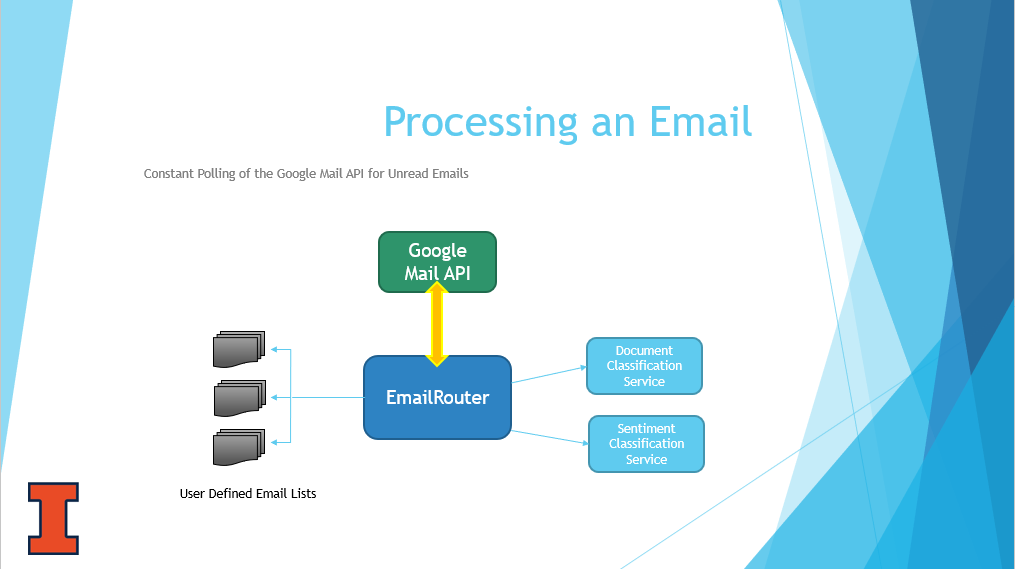 Processing an Email
Constant Polling of the Google Mail API for Unread Emails
Google
Mail API
EmailRouter
Document
Classification
Service
Sentiment
Classification
Service
User Defined Email Lists
I